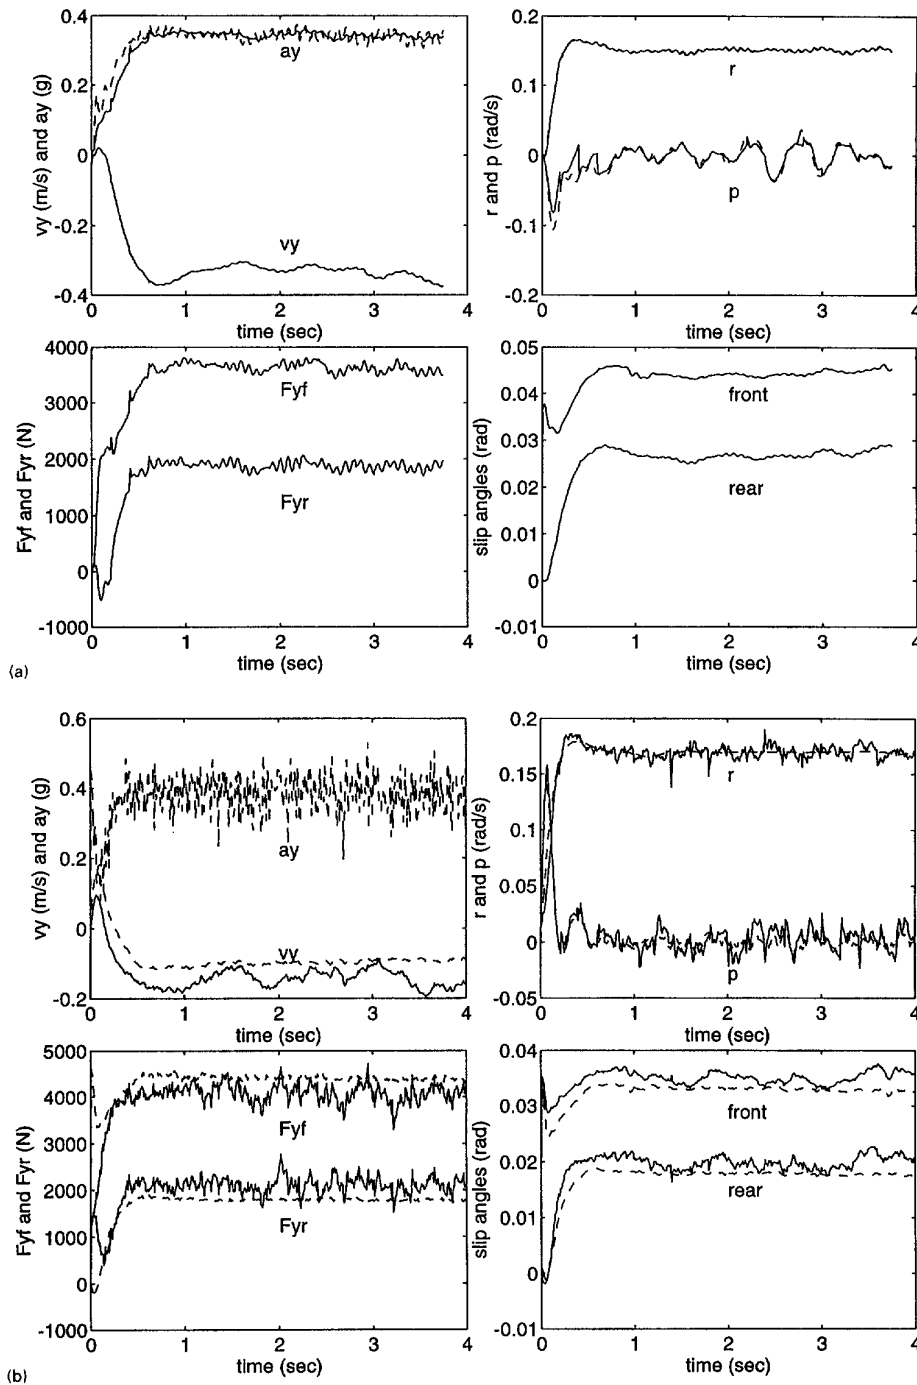 vy (m/s) and ay (g)
0.4
0.2
0
-0.2
-0.4
ay
vy
0 1 2 3 4
time (sec)
r and p (rad/s)
0.2
0.1
0
-0.1
-0.2
r
p
0 1 2 3 4
time (sec)
Fyf and Fyr (N)
4000
3000
2000
1000
0
-1000
Fyf
Fyr
0 1 2 3 4
time (sec)
slip angles (rad)
0.05
0.04
0.03
0.02
0.01
0
-0.01
front
rear
0 1 2 3 4
time (sec)
(a)
vy (m/s) and ay (g)
0.6
0.4
0.2
0
-0.2
ay
vy
0 1 2 3 4
time (sec)
r and p (rad/s)
0.2
0.15
0.1
0.05
0
-0.05
r
p
0 1 2 3 4
time (sec)
Fyf and Fyr (N)
5000
4000
3000
2000
1000
0
-1000
Fyf
Fyr
0 1 2 3 4
time (sec)
slip angles (rad)
0.04
0.03
0.02
0.01
0
-0.01
front
rear
0 1 2 3 4
time (sec)
(b)